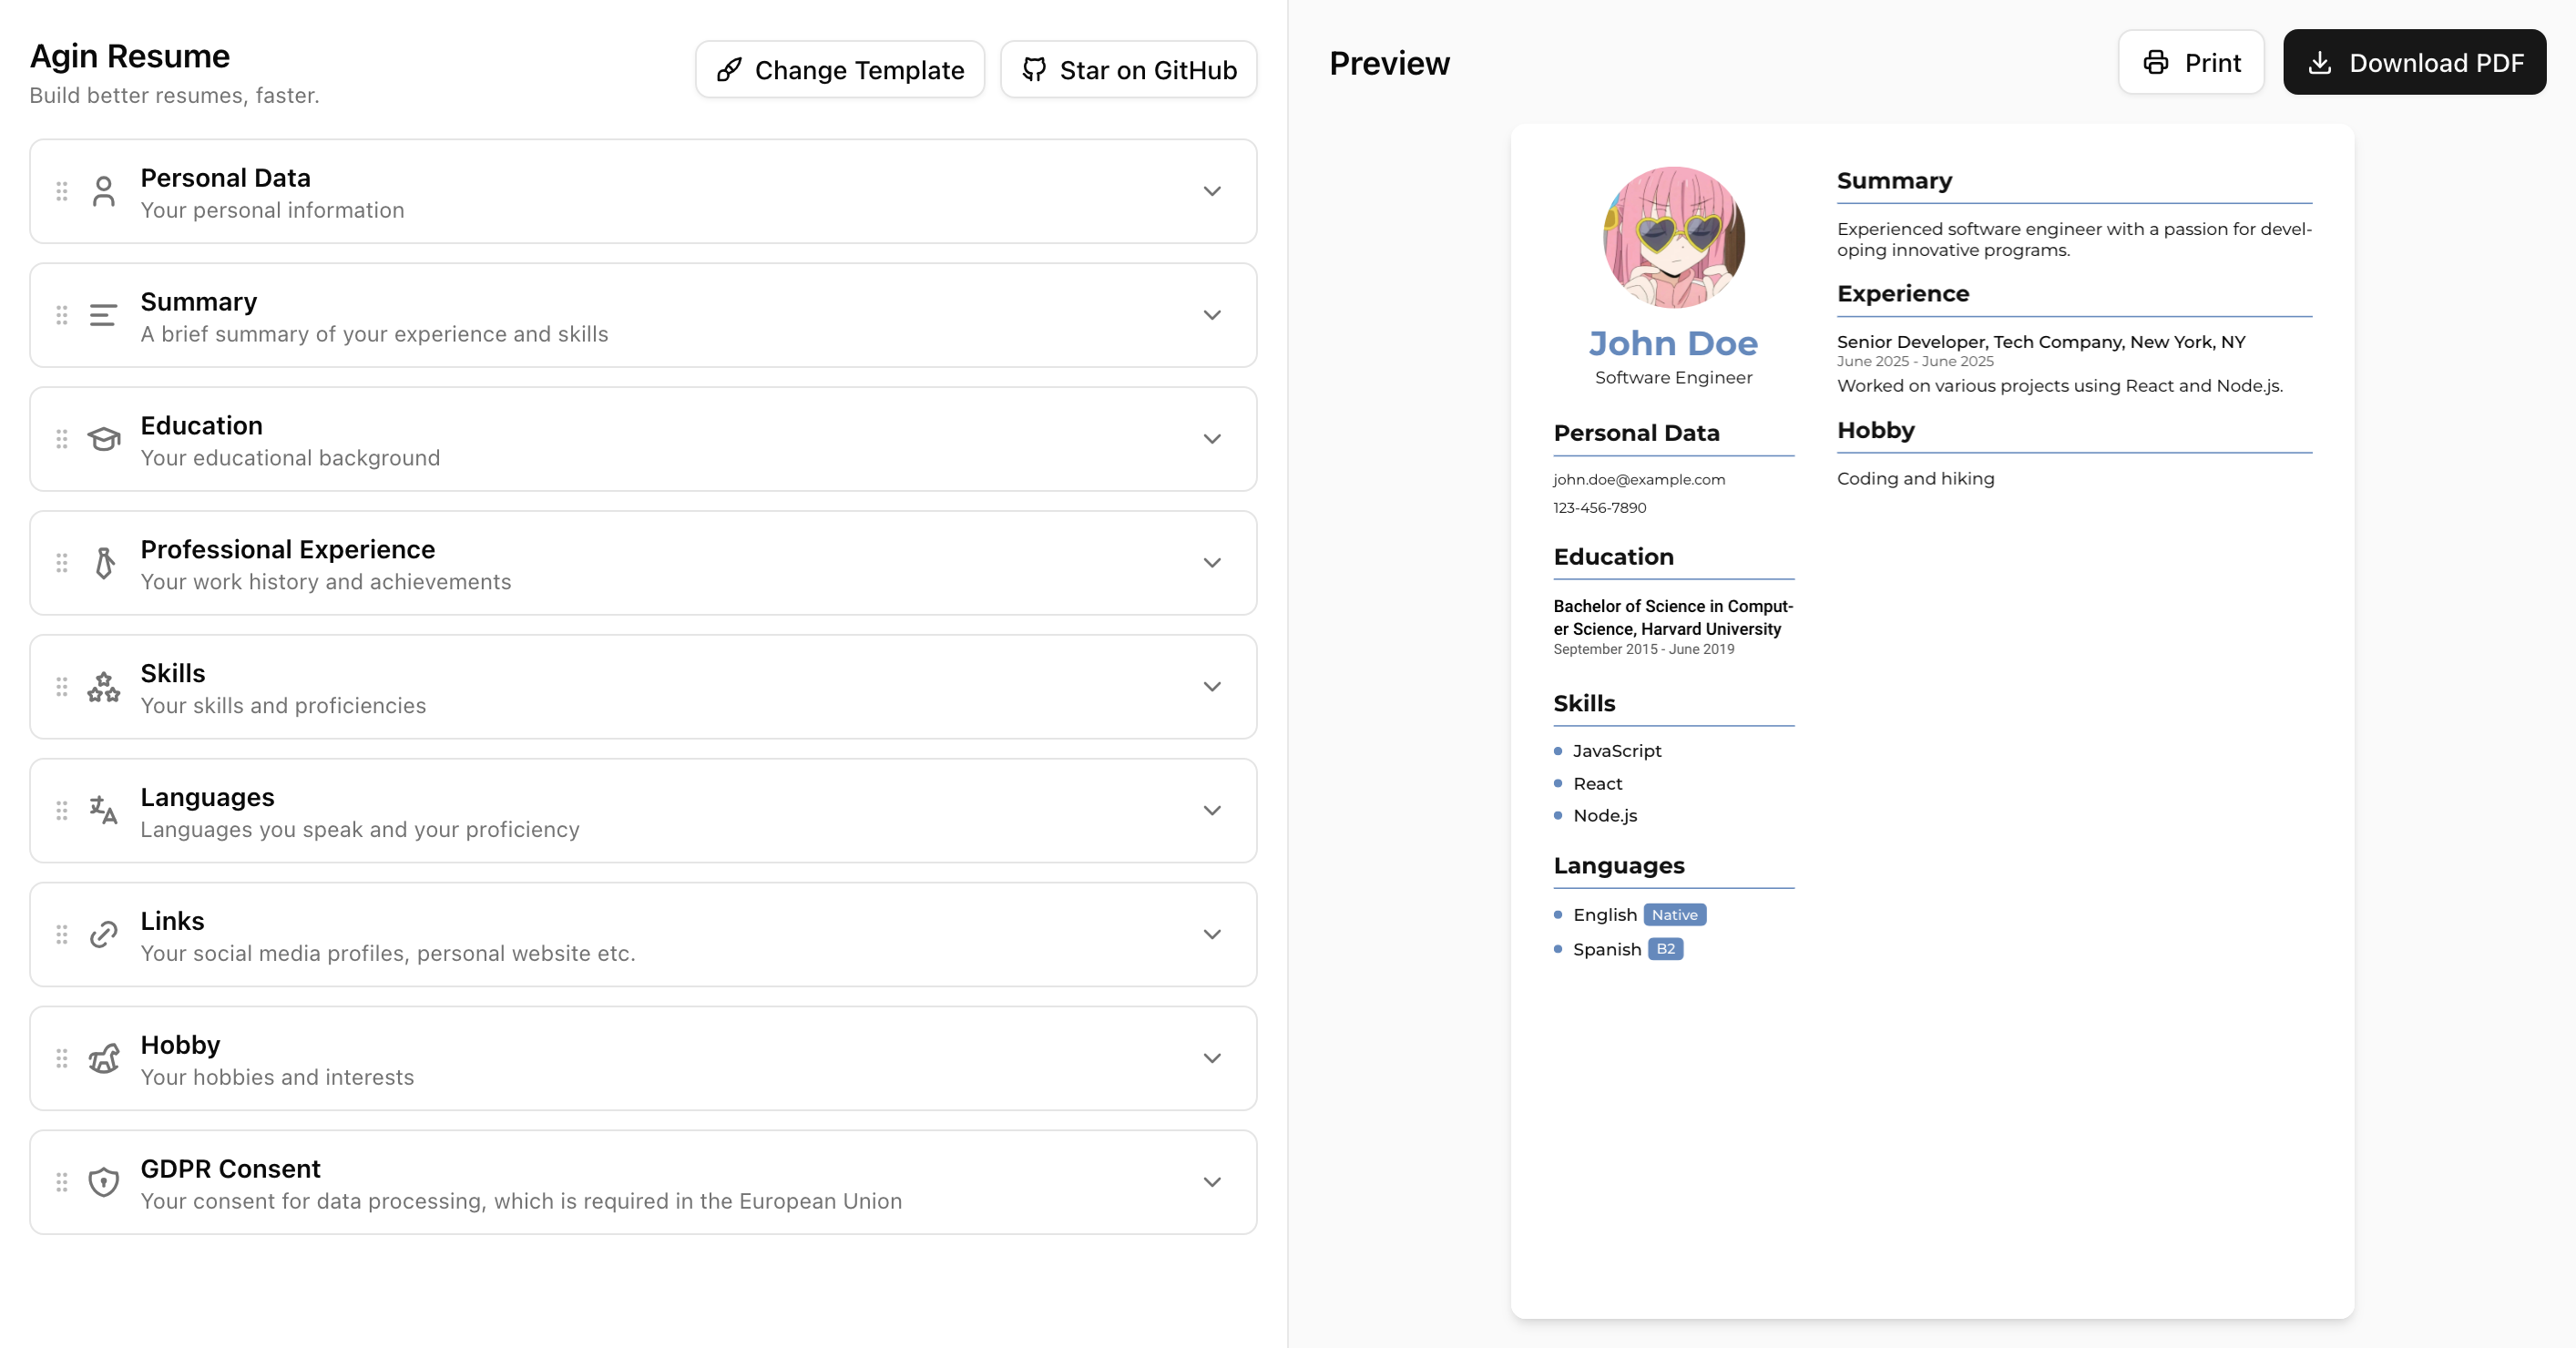 Agin Resume
Build better resumes, faster.
Change Template
Star on GitHub
Personal Data
Your personal information
Summary
A brief summary of your experience and skills
Education
Your educational background
Professional Experience
Your work history and achievements
Skills
Your skills and proficiencies
Languages
Languages you speak and your proficiency
Links
Your social media profiles, personal website etc.
Hobby
Your hobbies and interests
GDPR Consent
Your consent for data processing, which is required in the European Union
Preview
Print
Download PDF
John Doe
Software Engineer
Personal Data
john.doe@example.com
123-456-7890
Education
Bachelor of Science in Comput-
er Science, Harvard University
September 2015 - June 2019
Skills
JavaScript
React
Node.js
Languages
English Native
Spanish B2
Summary
Experienced software engineer with a passion for devel-
oping innovative programs.
Experience
Senior Developer, Tech Company, New York, NY
June 2025 - June 2025
Worked on various projects using React and Node.js.
Hobby
Coding and hiking